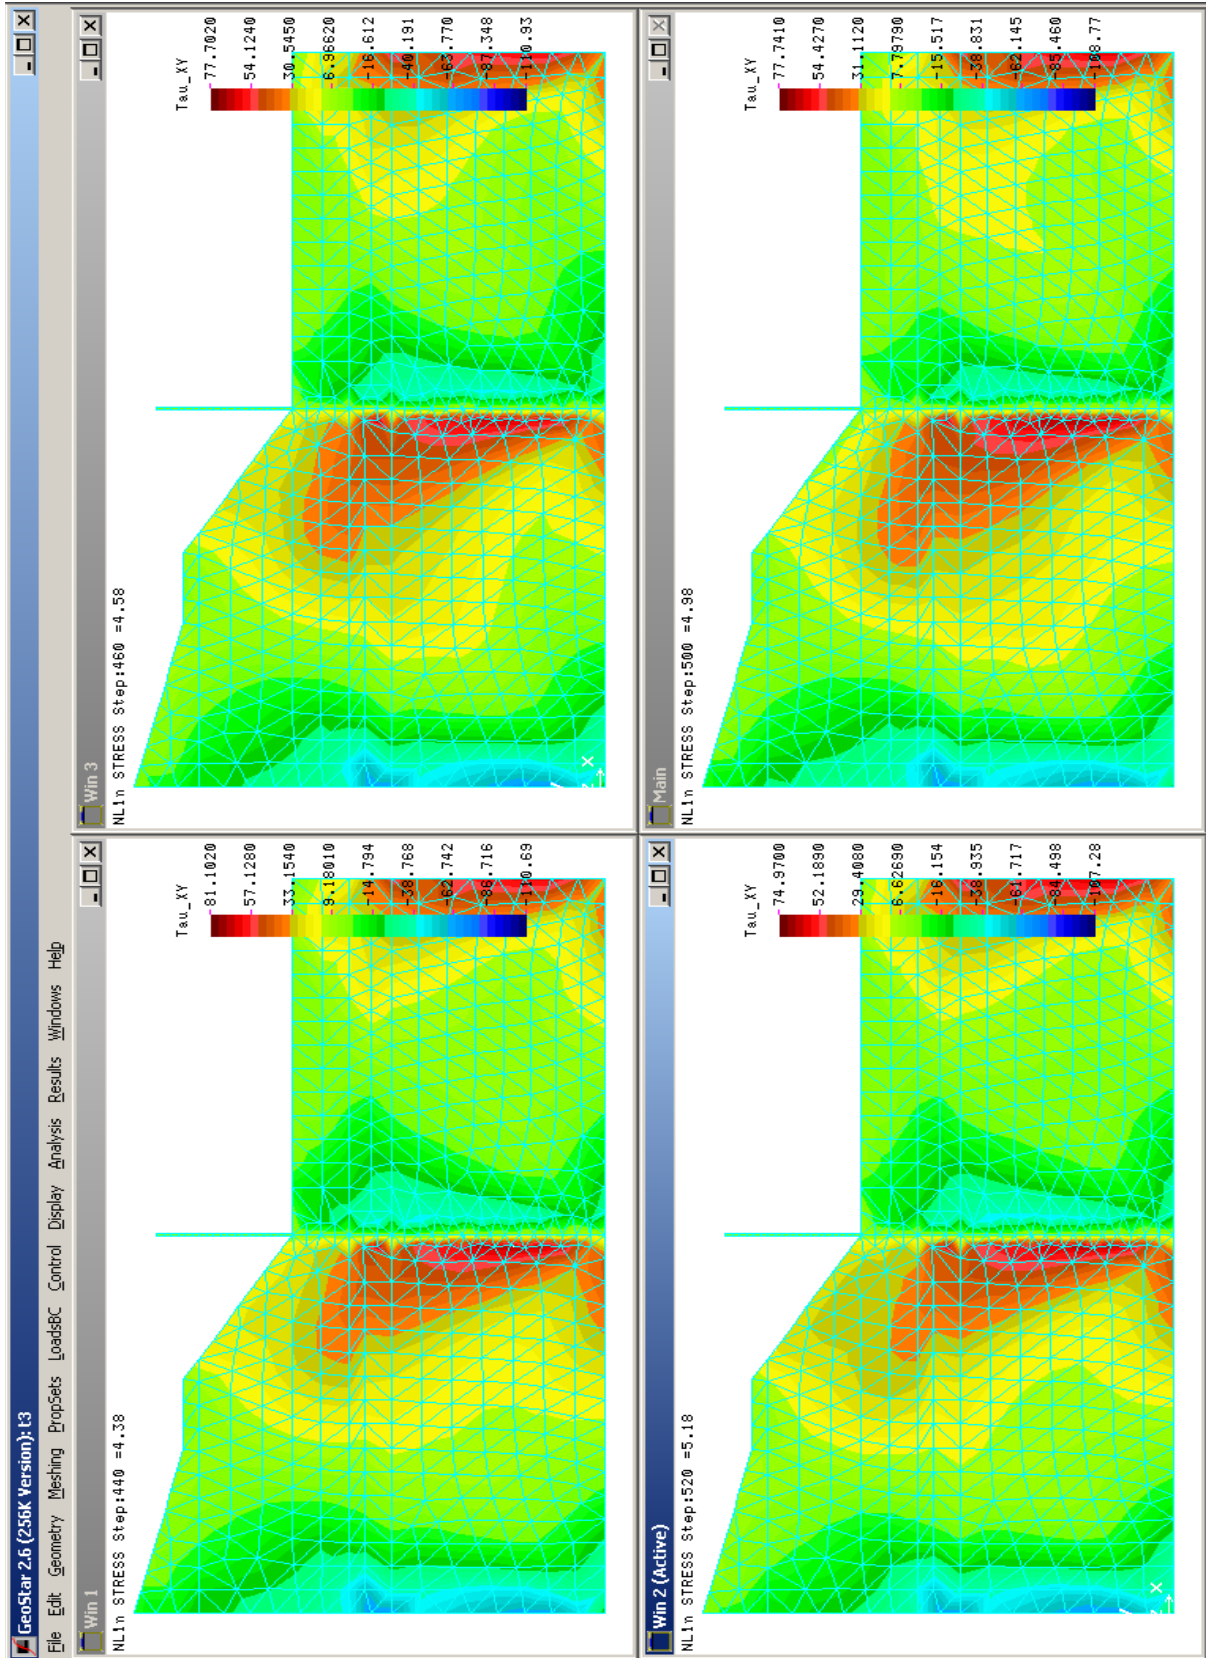 GeoStar 2.6 (256K Version): t3
File Edit Geometry Meshing PropSets LoadsBC Control Display Analysis Results Windows Help
Win 1
NL1n STRESS Step:440 =4.38
Tau_XY
81.1020
57.1280
33.1540
9.18010
-14.794
-38.768
-62.742
-86.716
-110.69
Win 3
NL1n STRESS Step:460 =4.58
Tau_XY
77.7020
54.1240
30.5450
6.96620
-16.612
-40.191
-63.770
-87.348
-110.93
X
Win 2 (Active)
NL1n STRESS Step:520 =5.18
Tau_XY
74.9700
52.1890
29.4080
6.62690
-16.154
-38.935
-61.717
-84.498
-107.28
X
Main
NL1n STRESS Step:500 =4.98
Tau_XY
77.7410
54.4270
31.1120
7.79790
-15.517
-38.831
-62.145
-85.460
-108.77